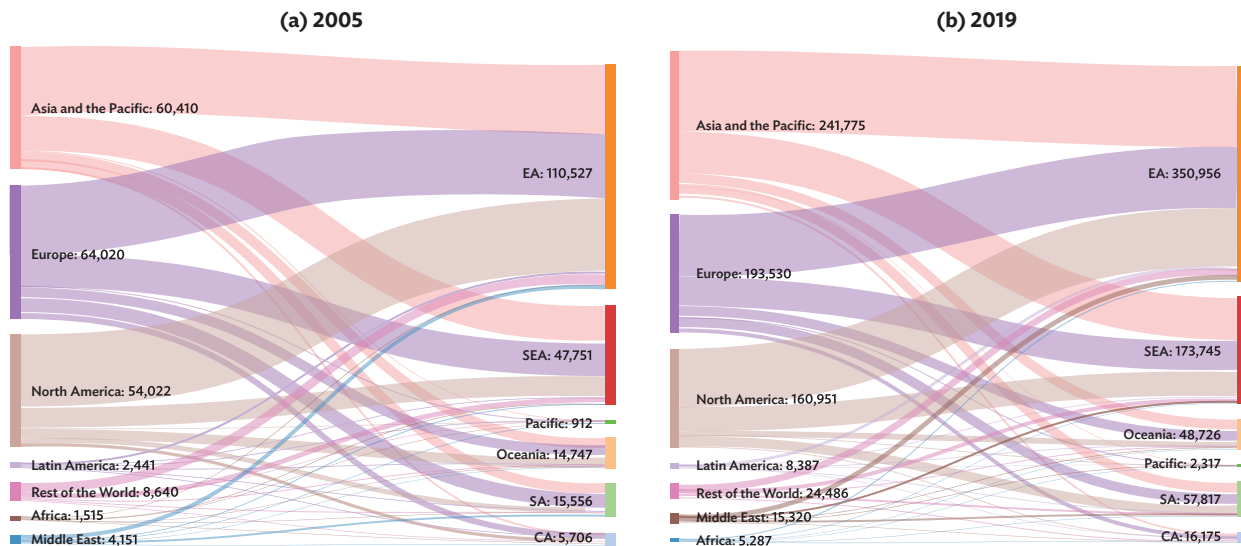 (a) 2005
Asia and the Pacific: 60,410
Europe: 64,020
North America: 54,022
Latin America: 2,441
Rest of the World: 8,640
Africa: 1,515
Middle East: 4,151
EA: 110,527
SEA: 47,751
Pacific: 912
Oceania: 14,747
SA: 15,556
CA: 5,706
(b) 2019
Asia and the Pacific: 241,775
Europe: 193,530
North America: 160,951
Latin America: 8,387
Rest of the World: 24,486
Middle East: 15,320
Africa: 5,287
EA: 350,956
SEA: 173,745
Oceania: 48,726
Pacific: 2,317
SA: 57,817
CA: 16,175